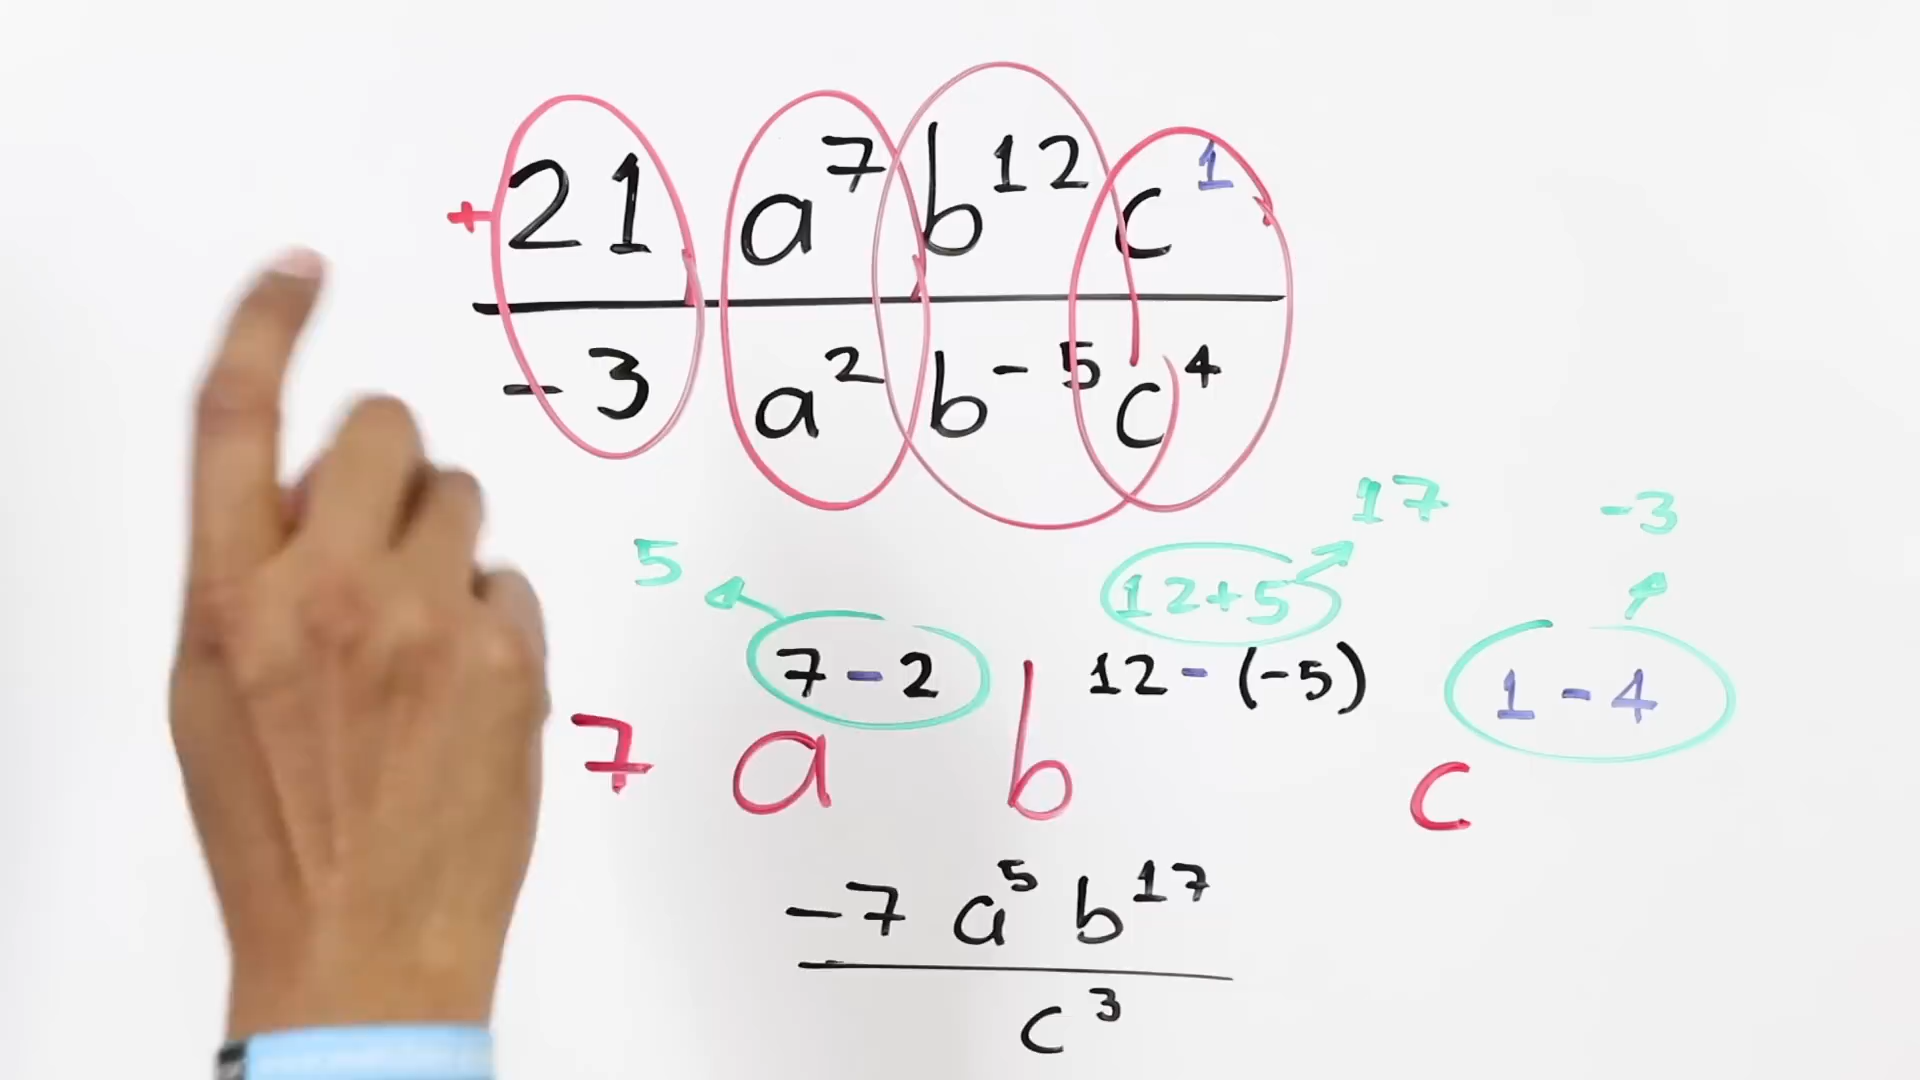 + 21 a⁷ b¹² c¹
- 3 a² b⁻⁵ c⁴
17 -3
5 12+5
7 - 2 12 - (-5) 1 - 4
7 a b c
-7 a⁵ b¹⁷
c³